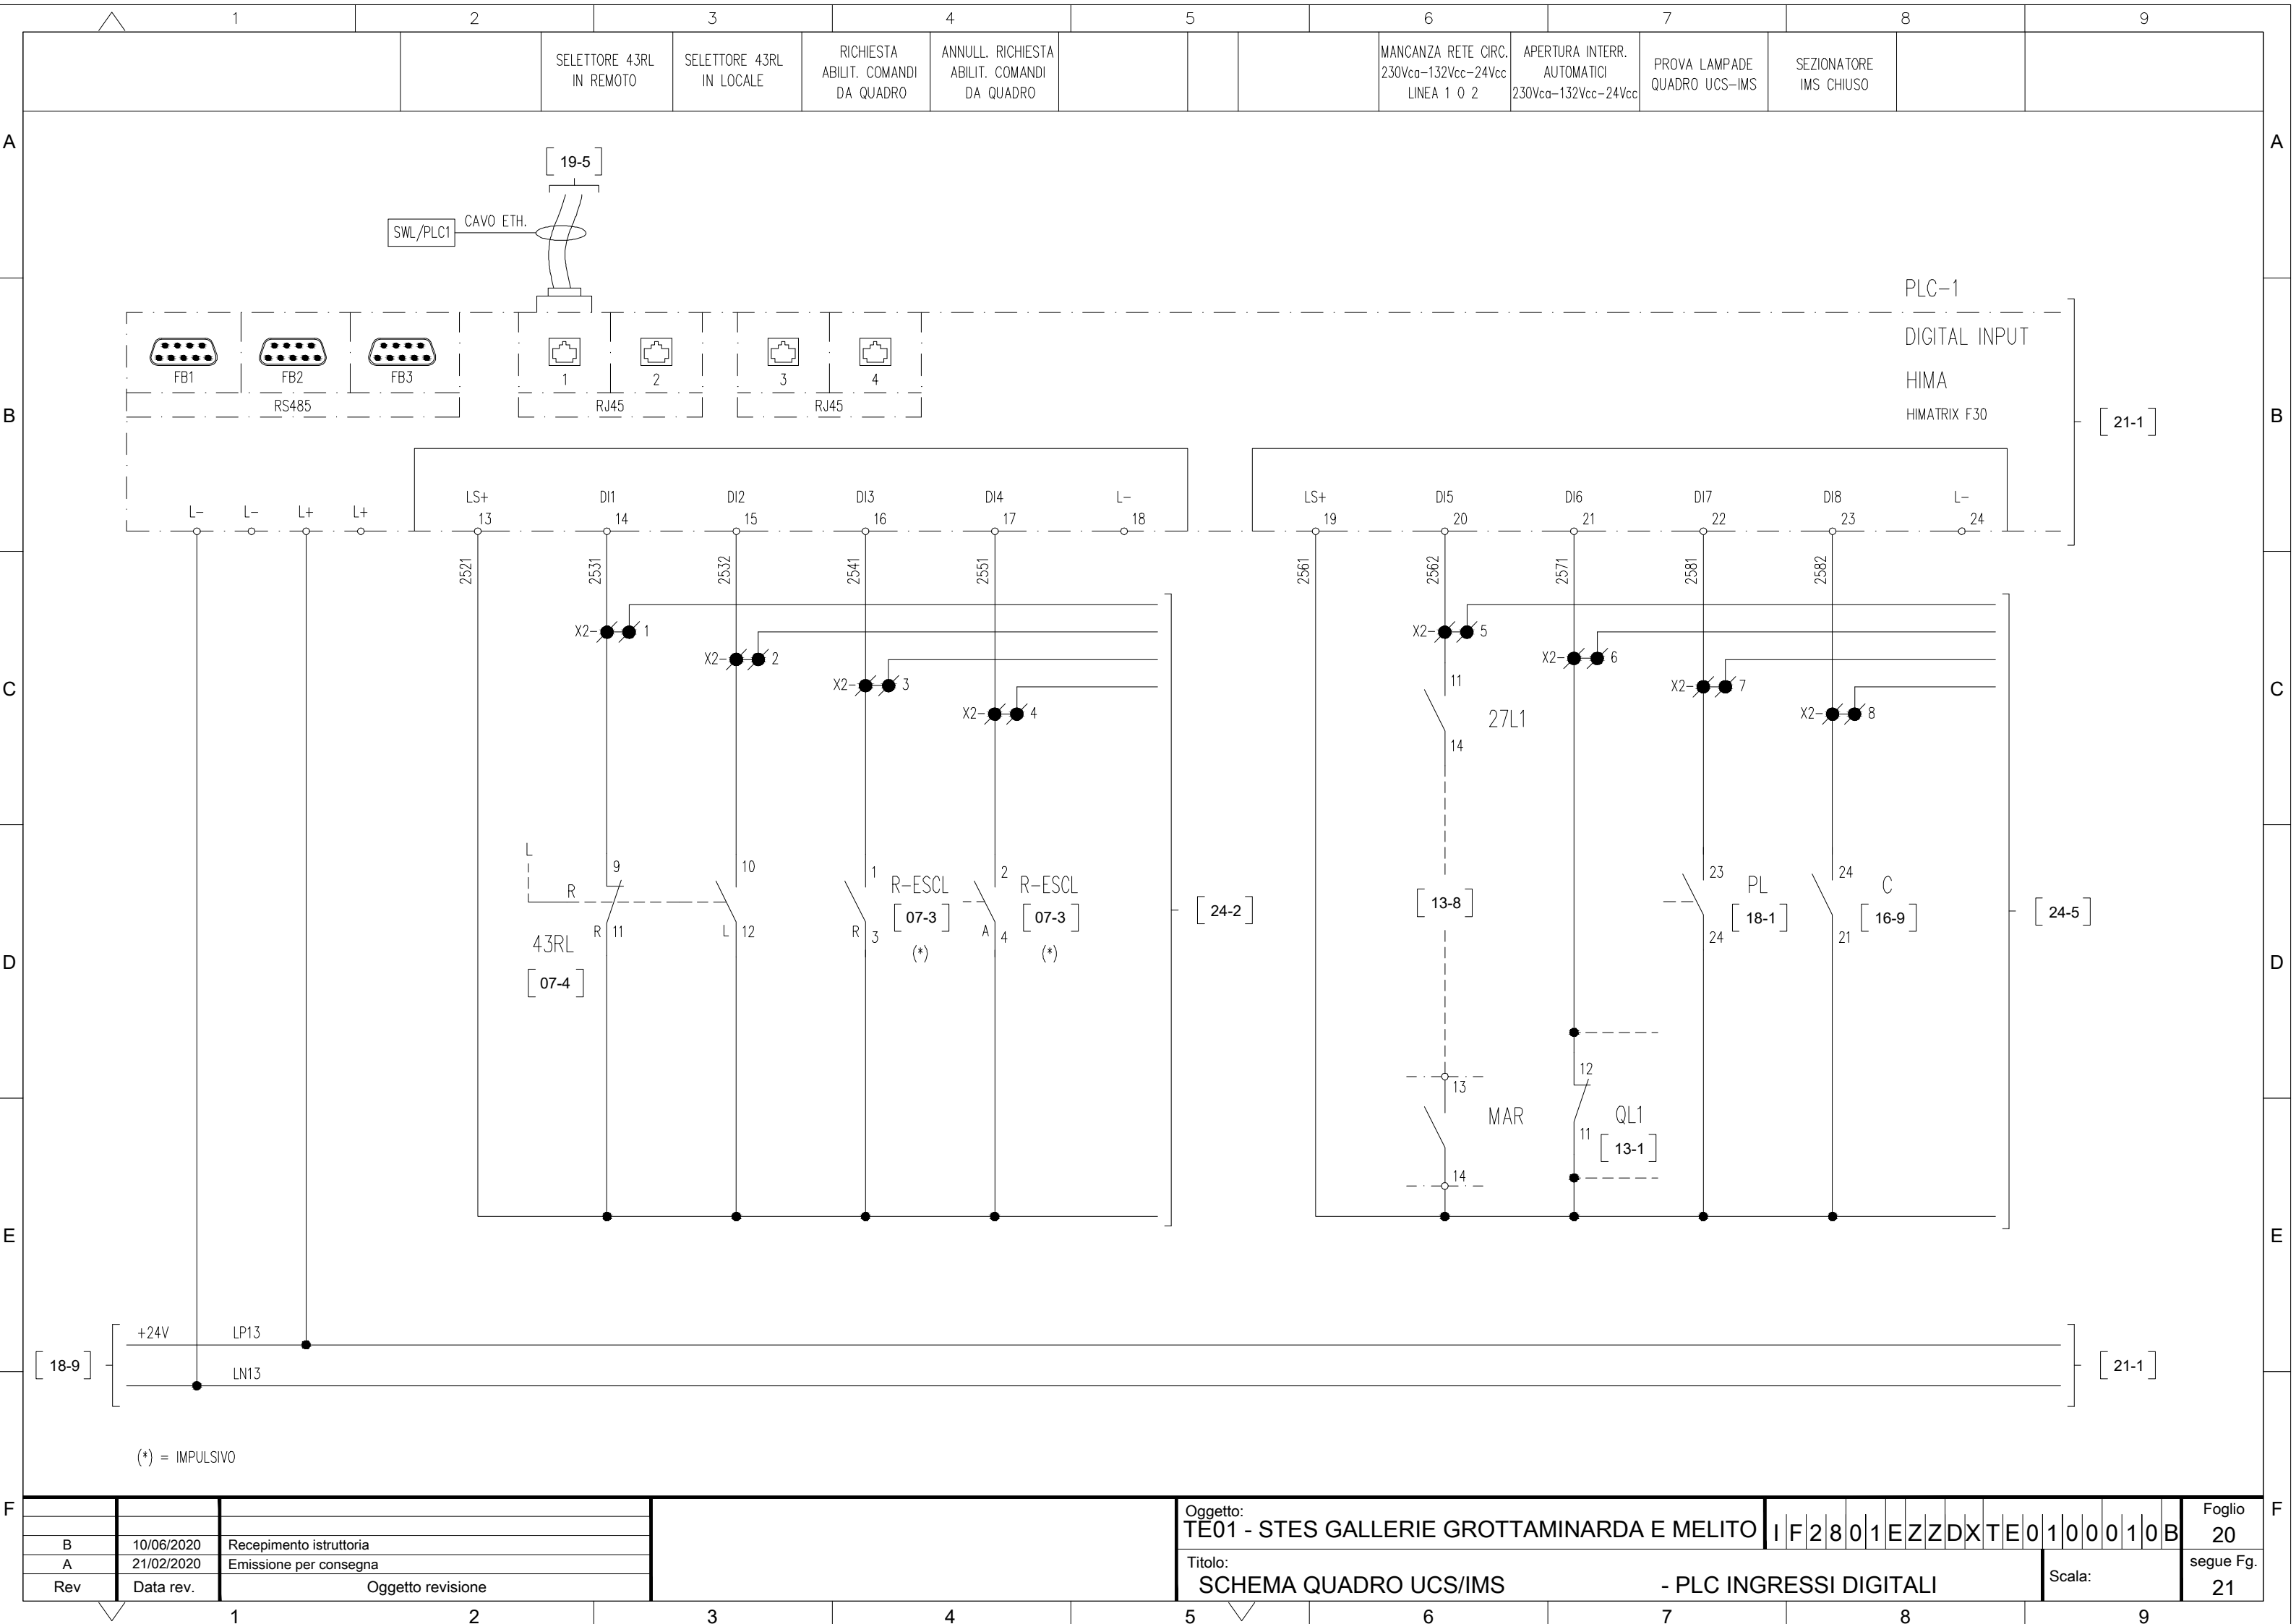 1 2 3 4 5 6 7 8 9
SELETTORE 43RL
IN REMOTO
SELETTORE 43RL
IN LOCALE
RICHIESTA
ABILIT. COMANDI
DA QUADRO
ANNULL. RICHIESTA
ABILIT. COMANDI
DA QUADRO
MANCANZA RETE CIRC.
230Vca-132Vcc-24Vcc
LINEA 1 O 2
APERTURA INTERR.
AUTOMATICI
230Vca-132Vcc-24Vcc
PROVA LAMPADE
QUADRO UCS-IMS
SEZIONATORE
IMS CHIUSO
A A
19-5
SWL/PLC1 CAVO ETH.
PLC-1
DIGITAL INPUT
HIMA
HIMATRIX F30
21-1
FB1 FB2 FB3
RS485
1 2
RJ45
3 4
RJ45
B B
L- L- L+ L+
LS+ DI1 DI2 DI3 DI4 L-
13 14 15 16 17 18
LS+ DI5 DI6 DI7 DI8 L-
19 20 21 22 23 24
2521 2531 2532 2541 2551
2561 2562 2571 2581 2582
X2- 1
X2- 2
X2- 3
X2- 4
X2- 5
X2- 6
X2- 7
X2- 8
C C
11
27L1
14
L
R
9
R 11
43RL
07-4
10
L 12
1
R-ESCL
07-3
R 3
(*)
2
R-ESCL
07-3
A 4
(*)
24-2
13-8
23
PL
18-1
24
24
C
16-9
21
24-5
D D
13
MAR
14
12
QL1
11
13-1
E E
18-9
+24V LP13
LN13
21-1
(*) = IMPULSIVO
F F
B 10/06/2020 Recepimento istruttoria
A 21/02/2020 Emissione per consegna
Rev Data rev. Oggetto revisione
Oggetto:
TE01 - STES GALLERIE GROTTAMINARDA E MELITO
IF2801EZZDXTE0100010B
Foglio
20
Titolo:
SCHEMA QUADRO UCS/IMS - PLC INGRESSI DIGITALI
Scala:
segue Fg.
21
1 2 3 4 5 6 7 8 9